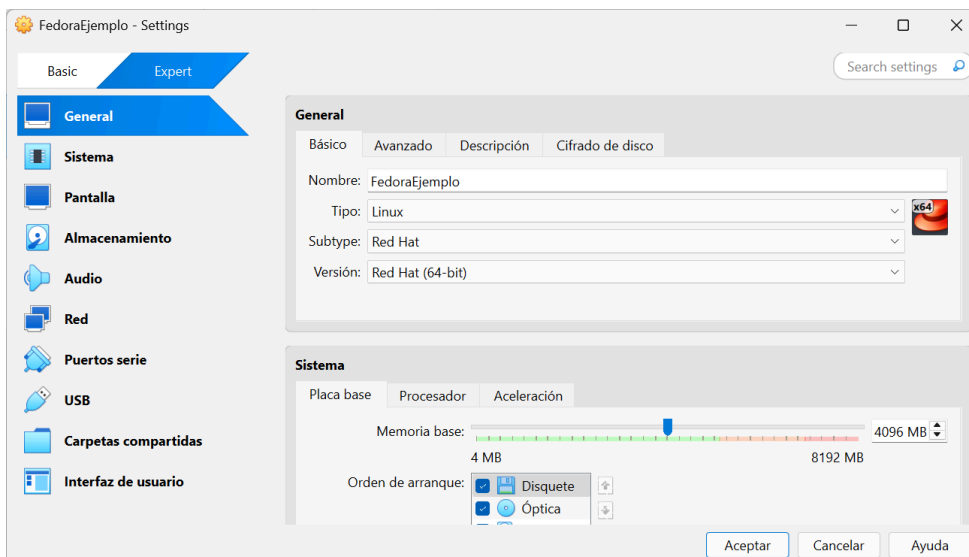 FedoraEjemplo - Settings
Basic Expert
Search settings
General
Sistema
Pantalla
Almacenamiento
Audio
Red
Puertos serie
USB
Carpetas compartidas
Interfaz de usuario
General
Básico Avanzado Descripción Cifrado de disco
Nombre: FedoraEjemplo
Tipo: Linux
x64
Subtype: Red Hat
Versión: Red Hat (64-bit)
Sistema
Placa base Procesador Aceleración
Memoria base: 4096 MB
4 MB 8192 MB
Orden de arranque: Disquete
Óptica
Aceptar Cancelar Ayuda